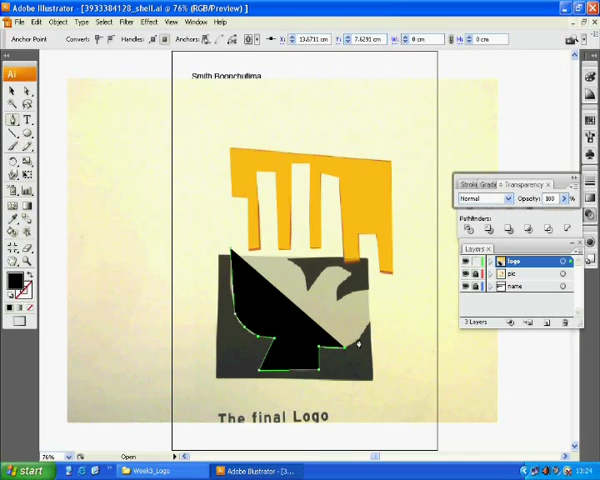 Adobe Illustrator - [3933384128_shell.ai @ 76% (RGB/Preview) ]
File Edit Object Type Select Filter Effect View Window Help
Anchor Point Convert: Handles: Anchors: X: 13.6711 cm Y: 7.6291 cm W: 0 cm H: 0 cm
Ai
Smith Boonchutima
Stroke Gradi Transparency
Normal Opacity: 100 %
Pathfinders:
Layers
logo
pic
name
3 Layers
The final Logo
76% Open
start Week3_Logo Adobe Illustrator - [3... 13:24